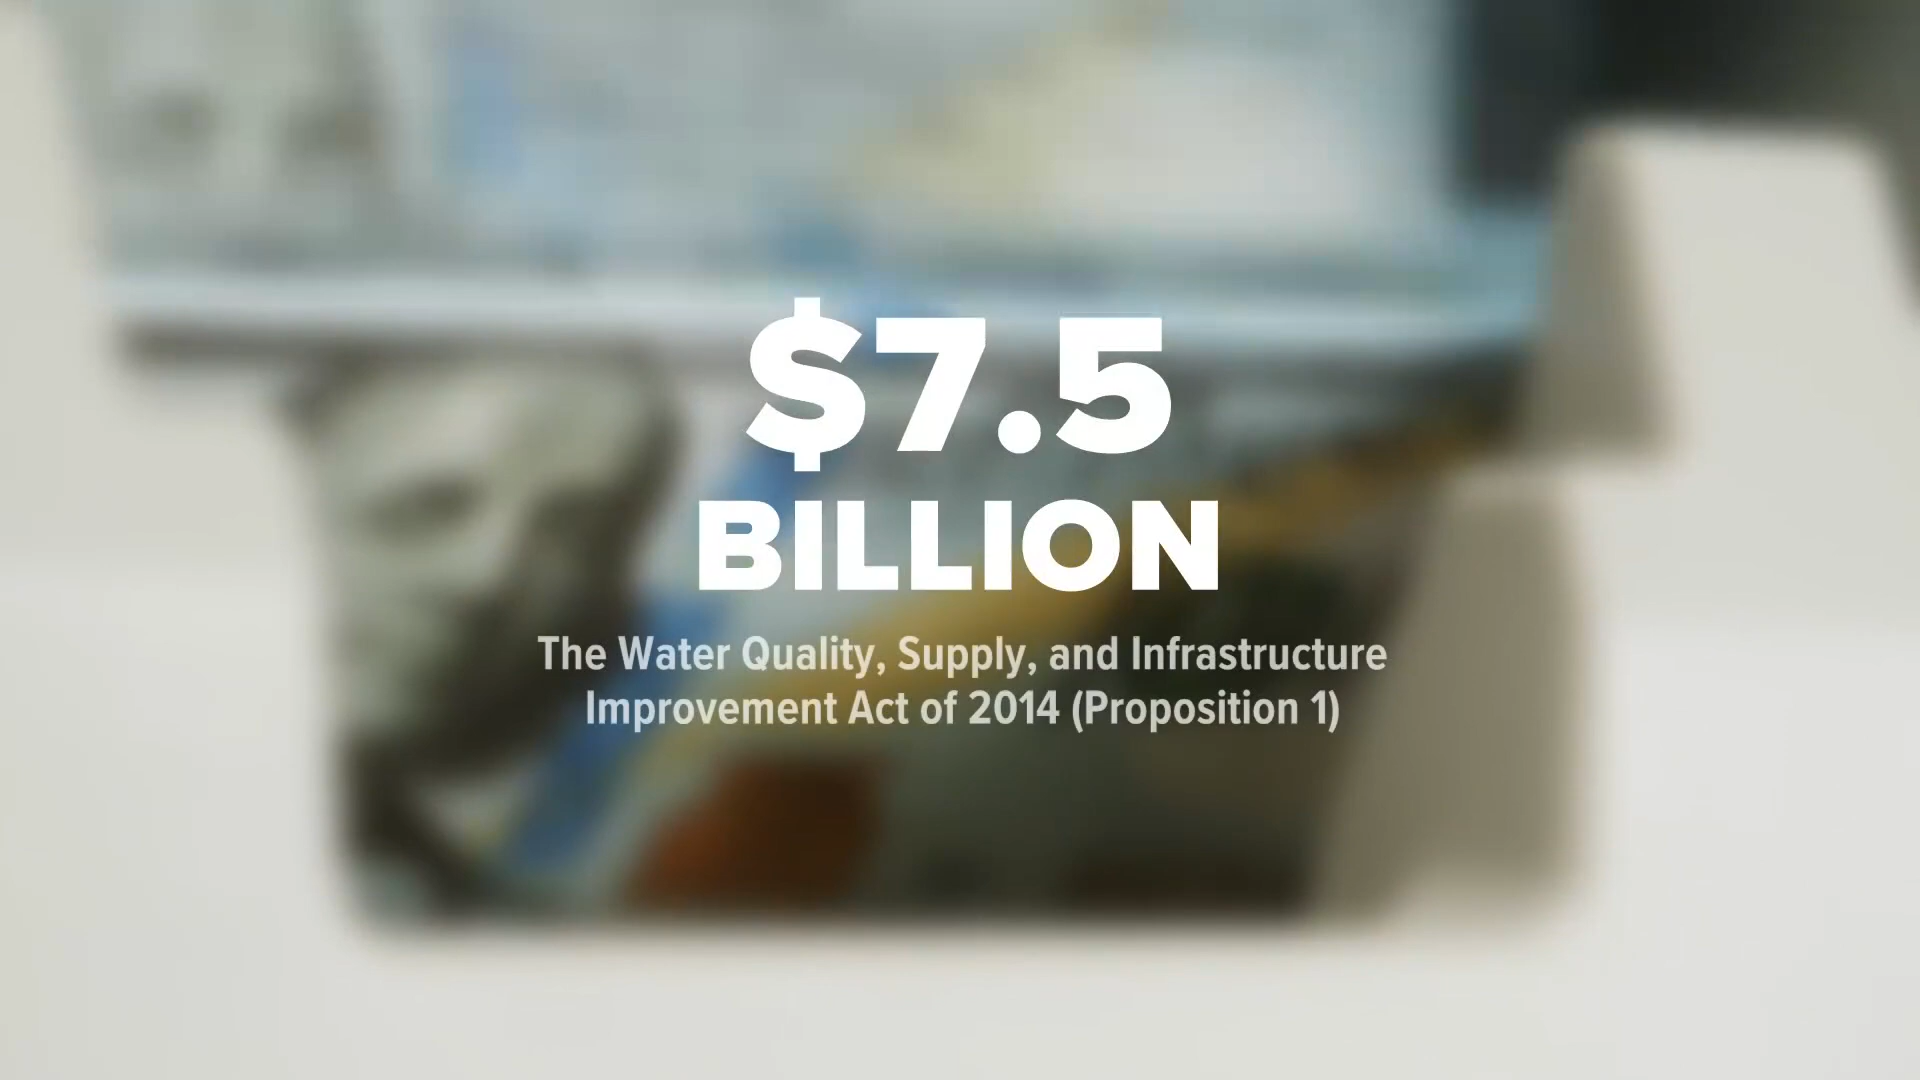 $7.5
BILLION
The Water Quality, Supply, and Infrastructure
Improvement Act of 2014 (Proposition 1)